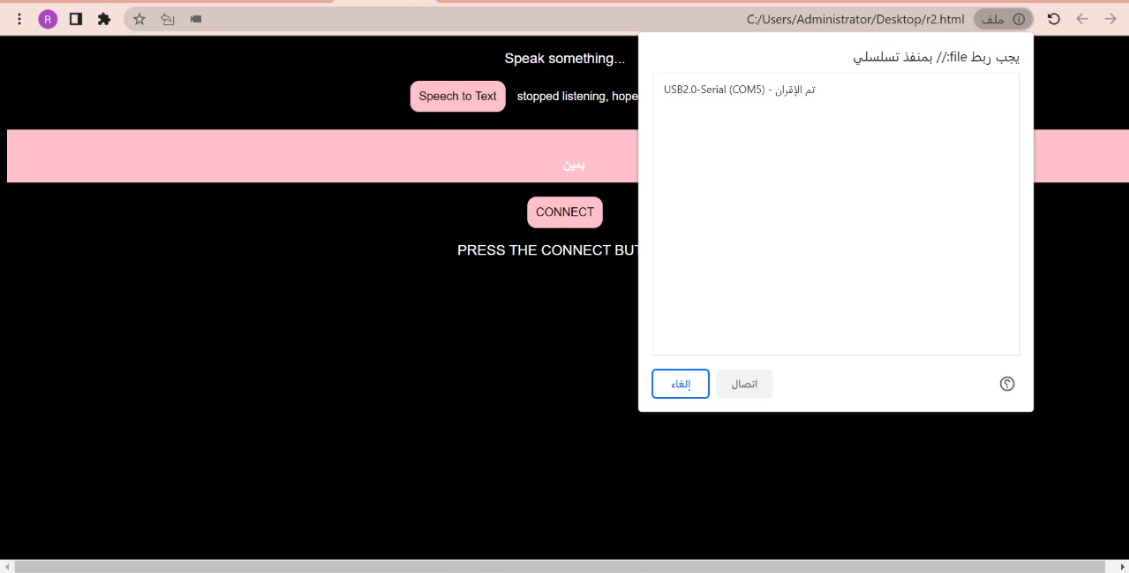 C:/Users/Administrator/Desktop/r2.html
ملف
R
Speak something...
Speech to Text
stopped listening, hope
يمين
CONNECT
PRESS THE CONNECT BUT
يجب ربط file:// بمنفذ تسلسلي
USB2.0-Serial (COM5) - تم الإقران
اتصال
إلغاء